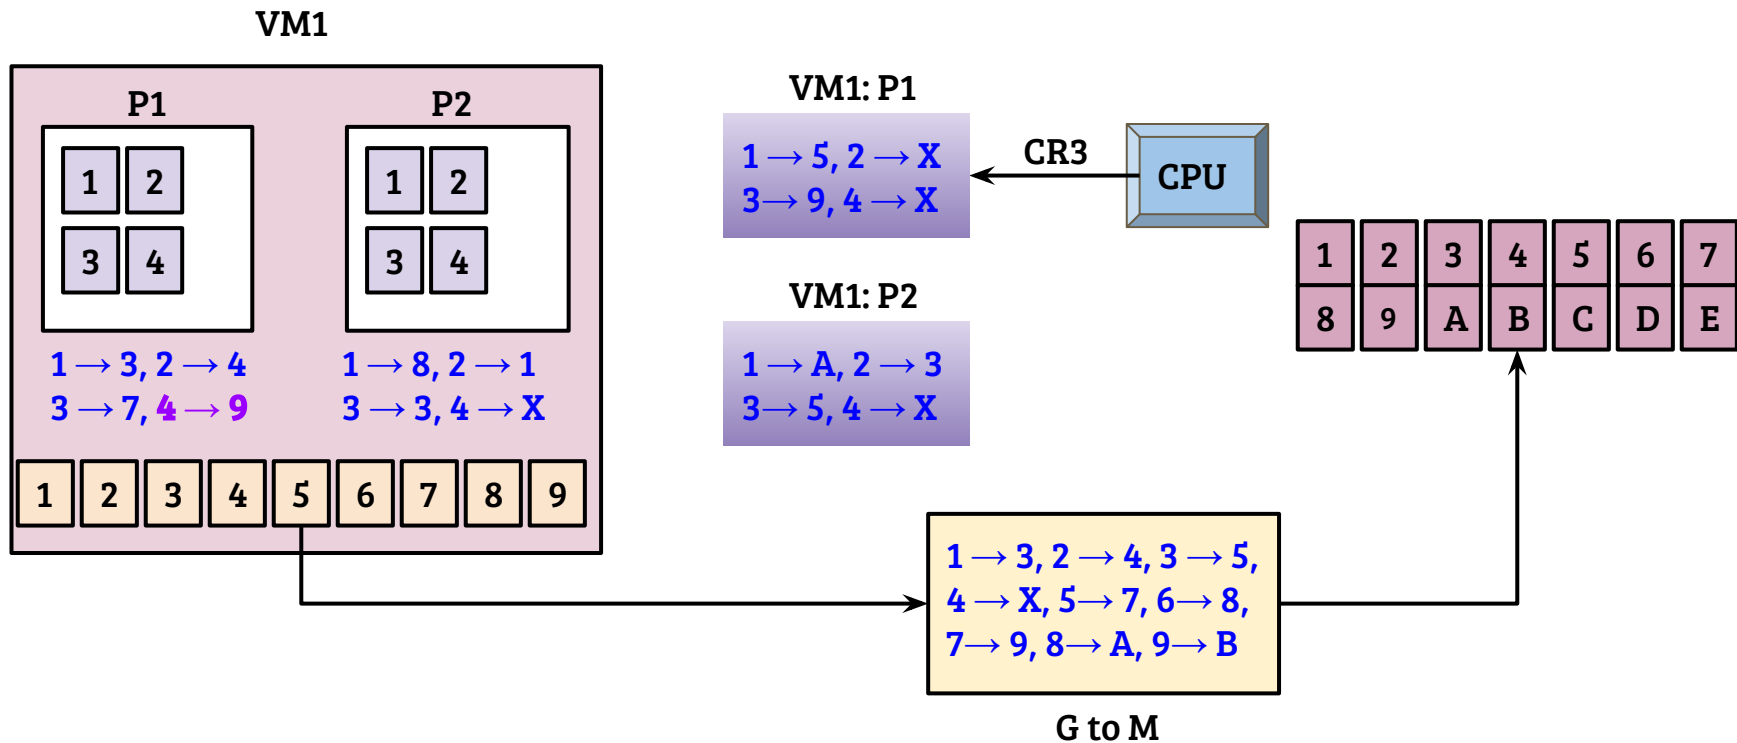 VM1
P1
P2
1 2
3 4
1 2
3 4
1 → 3, 2 → 4
3 → 7, 4 → 9
1 → 8, 2 → 1
3 → 3, 4 → X
1 2 3 4 5 6 7 8 9
VM1: P1
1 → 5, 2 → X
3→ 9, 4 → X
CR3
CPU
VM1: P2
1 → A, 2 → 3
3→ 5, 4 → X
1 2 3 4 5 6 7
8 9 A B C D E
1 → 3, 2 → 4, 3 → 5,
4 → X, 5→ 7, 6→ 8,
7→ 9, 8→ A, 9→ B
G to M